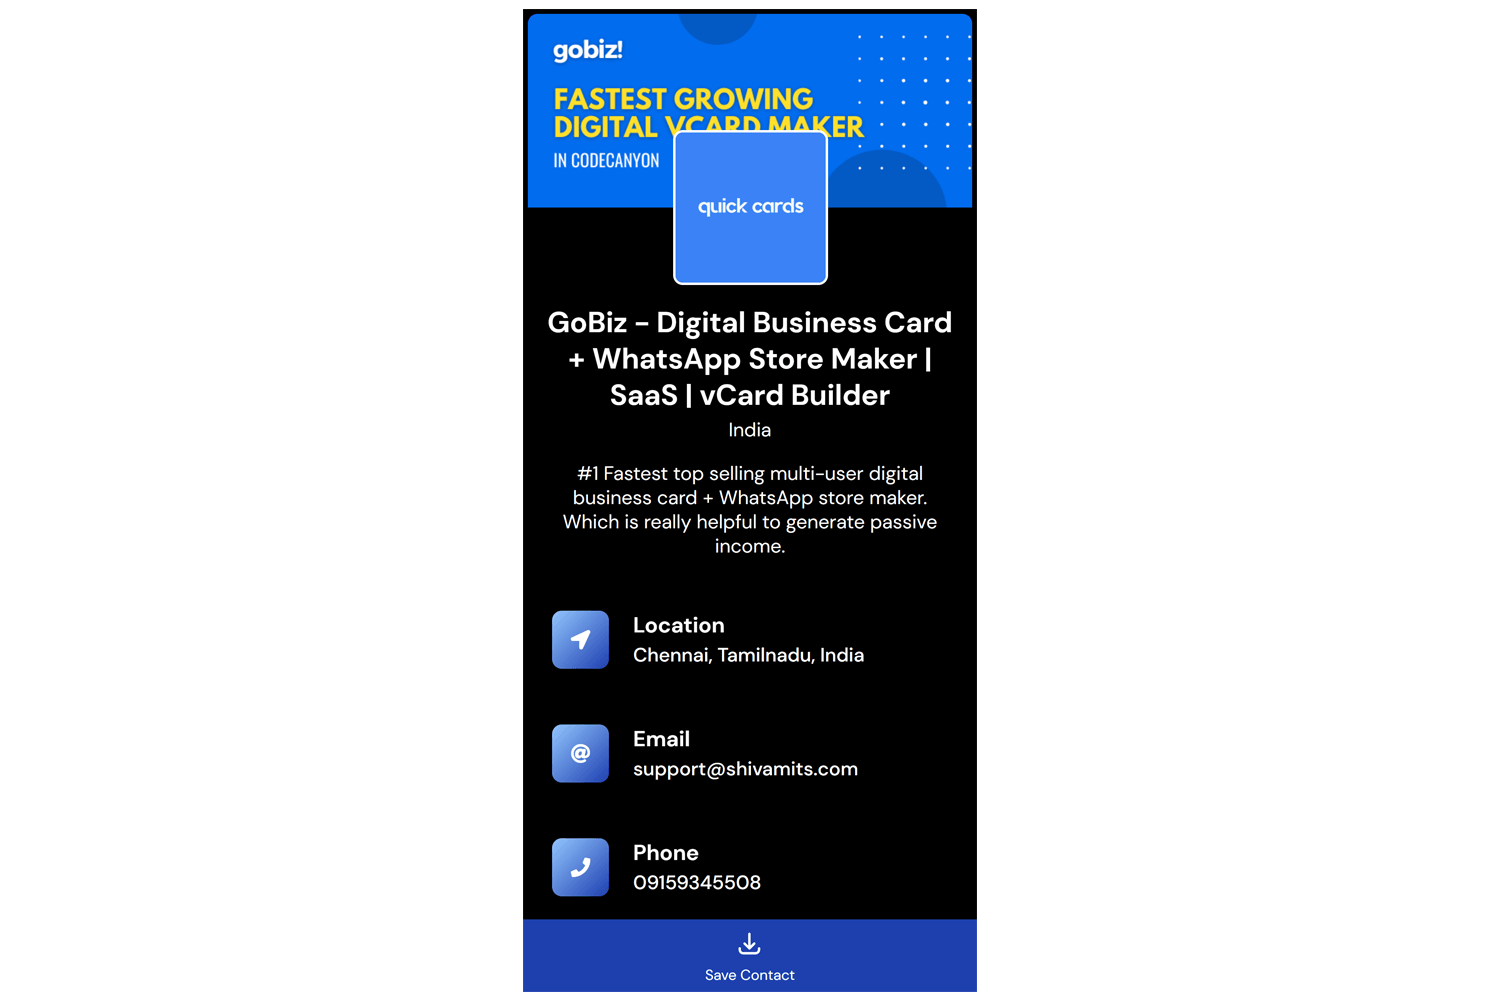 gobiz!
FASTEST GROWING
DIGITAL VCARD MAKER
IN CODECANYON
quick cards
GoBiz - Digital Business Card
+ WhatsApp Store Maker |
SaaS | vCard Builder
India
#1 Fastest top selling multi-user digital
business card + WhatsApp store maker.
Which is really helpful to generate passive
income.
Location
Chennai, Tamilnadu, India
@
Email
support@shivamits.com
Phone
09159345508
Save Contact